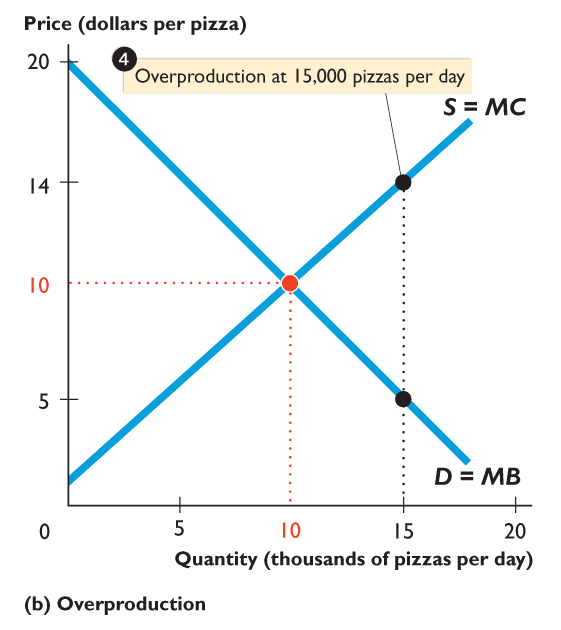 Price (dollars per pizza)
20
4
Overproduction at 15,000 pizzas per day
S = MC
14
10
5
D = MB
0
5
10
15
20
Quantity (thousands of pizzas per day)
(b) Overproduction